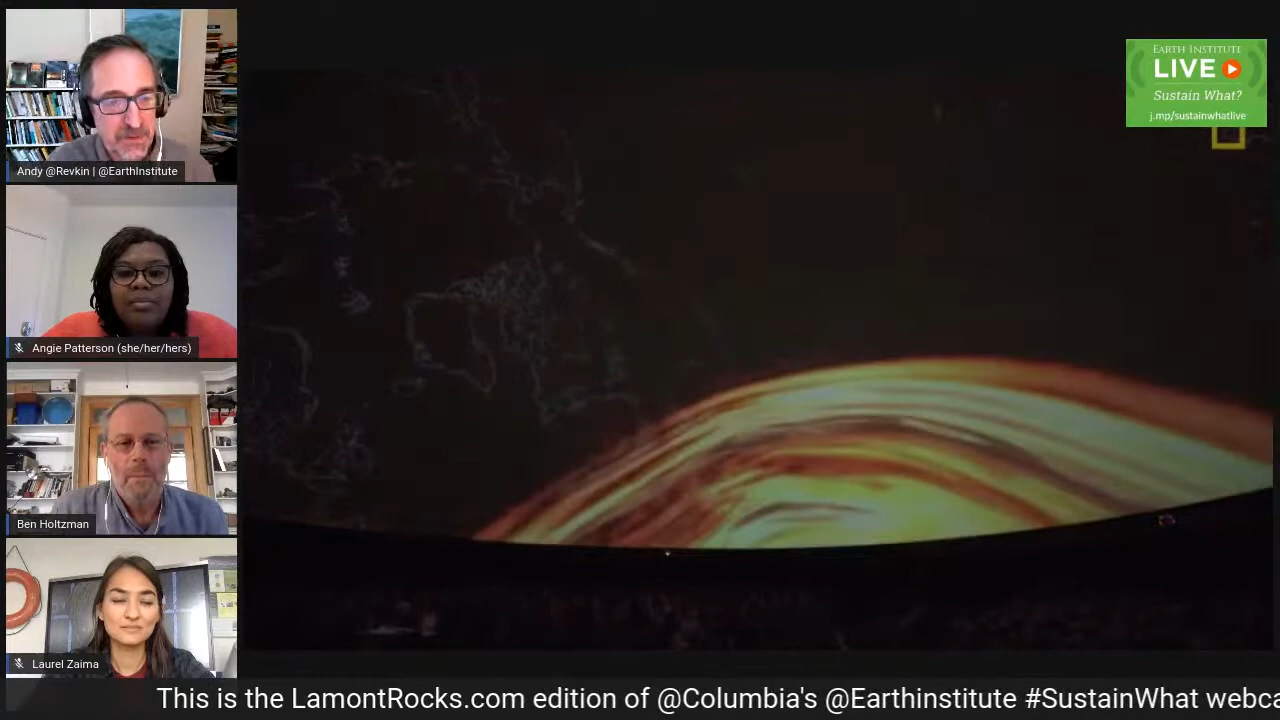 Andy @Revkin | @EarthInstitute
Angie Patterson (she/her/hers)
Ben Holtzman
Laurel Zaima
EARTH INSTITUTE
LIVE
Sustain What?
j.mp/sustainwhatlive
This is the LamontRocks.com edition of @Columbia's @Earthinstitute #SustainWhat webca